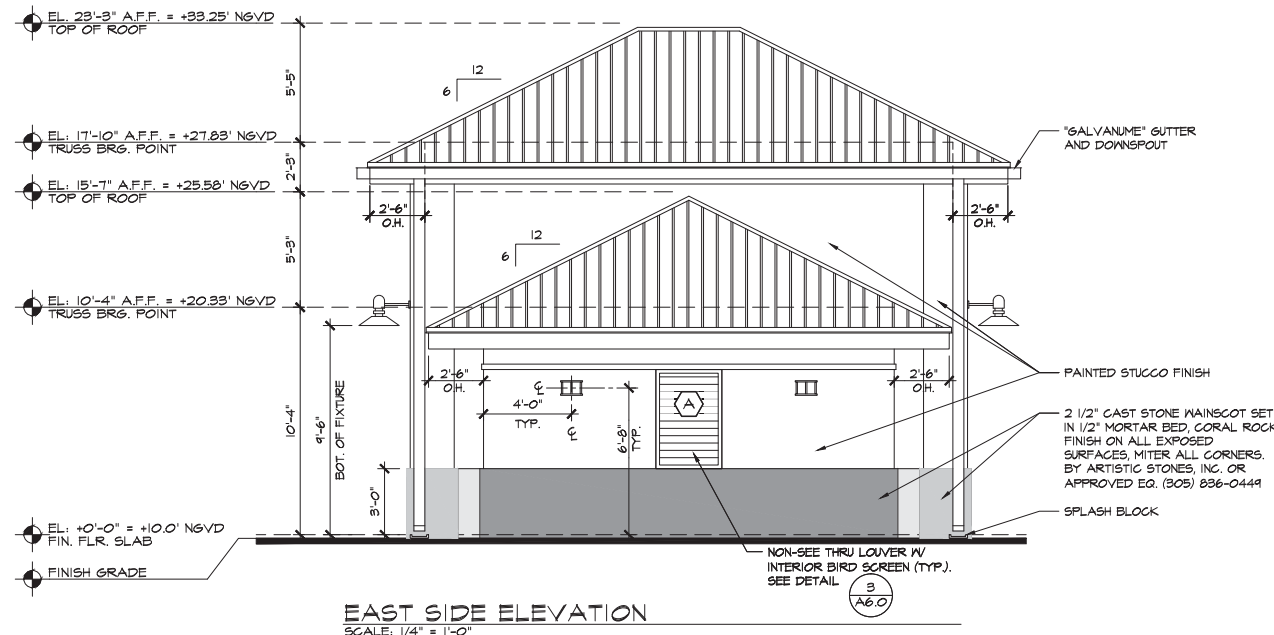 EL. 23'-3" A.F.F. = +33.25' NGVD
TOP OF ROOF
5'-5"
12
6
EL: 17'-10" A.F.F. = +27.83' NGVD
TRUSS BRG. POINT
2'-3"
EL: 15'-7" A.F.F. = +25.58' NGVD
TOP OF ROOF
"GALVANUME" GUTTER
AND DOWNSPOUT
2'-6"
O.H.
2'-6"
O.H.
5'-3"
12
6
EL: 10'-4" A.F.F. = +20.33' NGVD
TRUSS BRG. POINT
10'-4"
9'-6"
BOT. OF FIXTURE
2'-6"
O.H.
2'-6"
O.H.
4'-0"
TYP.
6'-8"
TYP.
A
3'-0"
PAINTED STUCCO FINISH
2 1/2" CAST STONE WAINSCOT SET
IN 1/2" MORTAR BED, CORAL ROCK
FINISH ON ALL EXPOSED
SURFACES, MITER ALL CORNERS.
BY ARTISTIC STONES, INC. OR
APPROVED EQ. (305) 836-0449
SPLASH BLOCK
EL: +0'-0" = +10.0' NGVD
FIN. FLR. SLAB
FINISH GRADE
NON-SEE THRU LOUVER W/
INTERIOR BIRD SCREEN (TYP.).
SEE DETAIL
3
A6.0
EAST SIDE ELEVATION
SCALE: 1/4" = 1'-0"